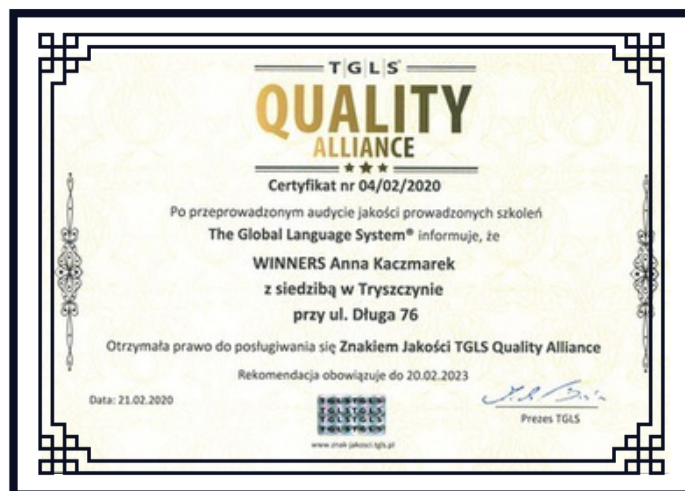 T|G|L|S®
QUALITY
ALLIANCE
Certyfikat nr 04/02/2020
Po przeprowadzonym audycie jakości prowadzonych szkoleń
The Global Language System® informuje, że
WINNERS Anna Kaczmarek
z siedzibą w Tryszczynie
przy ul. Długa 76
Otrzymała prawo do posługiwania się Znakiem Jakości TGLS Quality Alliance
Rekomendacja obowiązuje do 20.02.2023
Data: 21.02.2020
Prezes TGLS
www.znak-jakosci.tgls.pl